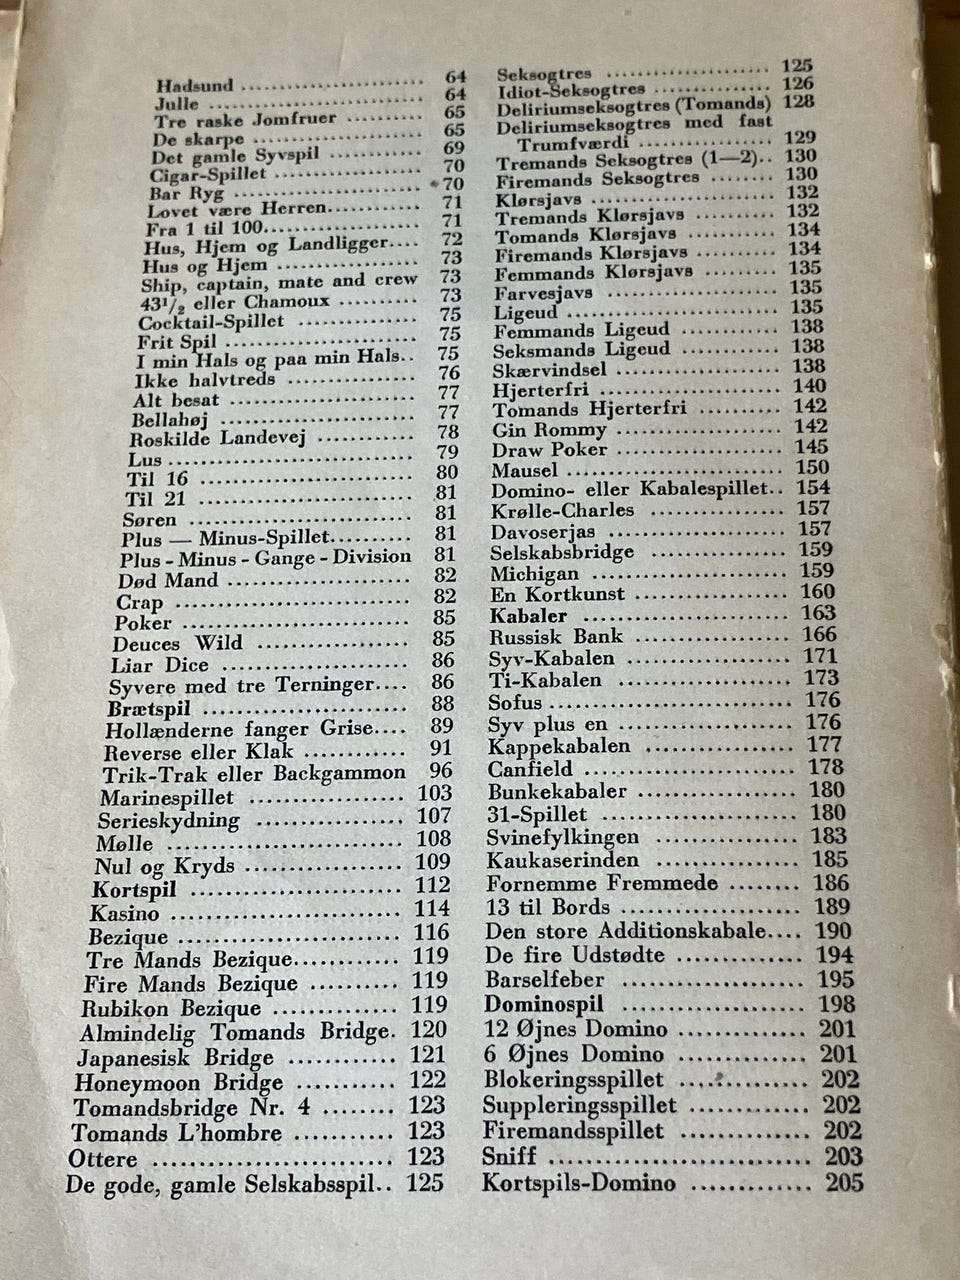 Hadsund ........................ 64
Julle ........................ 64
Tre raske Jomfruer .......... 65
De skarpe .................... 65
Det gamle Syvspil ............ 69
Cigar-Spillet ................ 70
Bar Ryg ...................... 70
Lovet være Herren............ 71
Fra 1 til 100.................. 71
Hus, Hjem og Landligger.... 72
Hus og Hjem ................ 73
Ship, captain, mate and crew 73
43¹/₂ eller Chamoux .......... 73
Cocktail-Spillet .............. 75
Frit Spil ...................... 75
I min Hals og paa min Hals.. 75
Ikke halvtreds ................ 76
Alt besat ...................... 77
Bellahøj ...................... 77
Roskilde Landevej ............ 78
Lus ............................ 79
Til 16 ........................ 80
Til 21 ........................ 81
Søren ........................ 81
Plus — Minus-Spillet.......... 81
Plus - Minus - Gange - Division 81
Død Mand .................... 82
Crap .......................... 82
Poker ........................ 85
Deuces Wild ................ 85
Liar Dice .................... 86
Syvere med tre Terninger.... 86
Brætspil ...................... 88
Hollænderne fanger Grise.... 89
Reverse eller Klak ............ 91
Trik-Trak eller Backgammon 96
Marinespillet ................ 103
Serieskydning ................ 107
Mølle ........................ 108
Nul og Kryds ................ 109
Kortspil ...................... 112
Kasino ........................ 114
Bezique ........................ 116
Tre Mands Bezique............ 119
Fire Mands Bezique .......... 119
Rubikon Bezique ............ 119
Almindelig Tomands Bridge. 120
Japanesisk Bridge ............ 121
Honeymoon Bridge .......... 122
Tomandsbridge Nr. 4 ........ 123
Tomands L'hombre .......... 123
Ottere .......................... 123
De gode, gamle Selskabsspil.. 125
Seksogtres ...................... 125
Idiot-Seksogtres ................ 126
Deliriumseksogtres (Tomands) 128
Deliriumseksogtres med fast
Trumfværdi .................. 129
Tremands Seksogtres (1—2).. 130
Firemands Seksogtres ........ 130
Klørsjavs ...................... 132
Tremands Klørsjavs .......... 132
Tomands Klørsjavs .......... 134
Firemands Klørsjavs .......... 134
Femmands Klørsjavs ........ 135
Farvesjavs .................... 135
Ligeud ........................ 135
Femmands Ligeud ............ 138
Seksmands Ligeud ............ 138
Skærvindsel .................. 138
Hjerterfri .................... 140
Tomands Hjerterfri .......... 142
Gin Rommy .................. 142
Draw Poker .................. 145
Mausel ........................ 150
Domino- eller Kabalespillet.. 154
Krølle-Charles ................ 157
Davoserjas .................... 157
Selskabsbridge ................ 159
Michigan ...................... 159
En Kortkunst ................ 160
Kabaler ...................... 163
Russisk Bank ................ 166
Syv-Kabalen .................. 171
Ti-Kabalen .................... 173
Sofus .......................... 176
Syv plus en .................. 176
Kappekabalen ................ 177
Canfield ...................... 178
Bunkekabaler ................ 180
31-Spillet .................... 180
Svinefylkingen ................ 183
Kaukaserinden ................ 185
Fornemme Fremmede ........ 186
13 til Bords .................. 189
Den store Additionskabale.... 190
De fire Udstødte .............. 194
Barselfeber .................... 195
Dominospil .................... 198
12 Øjnes Domino .............. 201
6 Øjnes Domino .............. 201
Blokeringsspillet .............. 202
Suppleringsspillet ............ 202
Firemandsspillet .............. 202
Sniff .......................... 203
Kortspils-Domino ............ 205